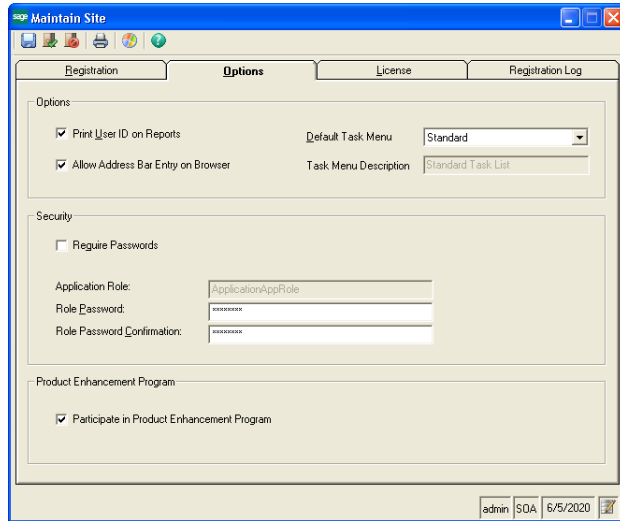 sage Maintain Site
Registration Options License Registration Log
Options
Print User ID on Reports Default Task Menu Standard
Allow Address Bar Entry on Browser Task Menu Description Standard Task List
Security
Require Passwords
Application Role: ApplicationAppRole
Role Password: ********
Role Password Confirmation: ********
Product Enhancement Program
Participate in Product Enhancement Program
admin SOA 6/5/2020